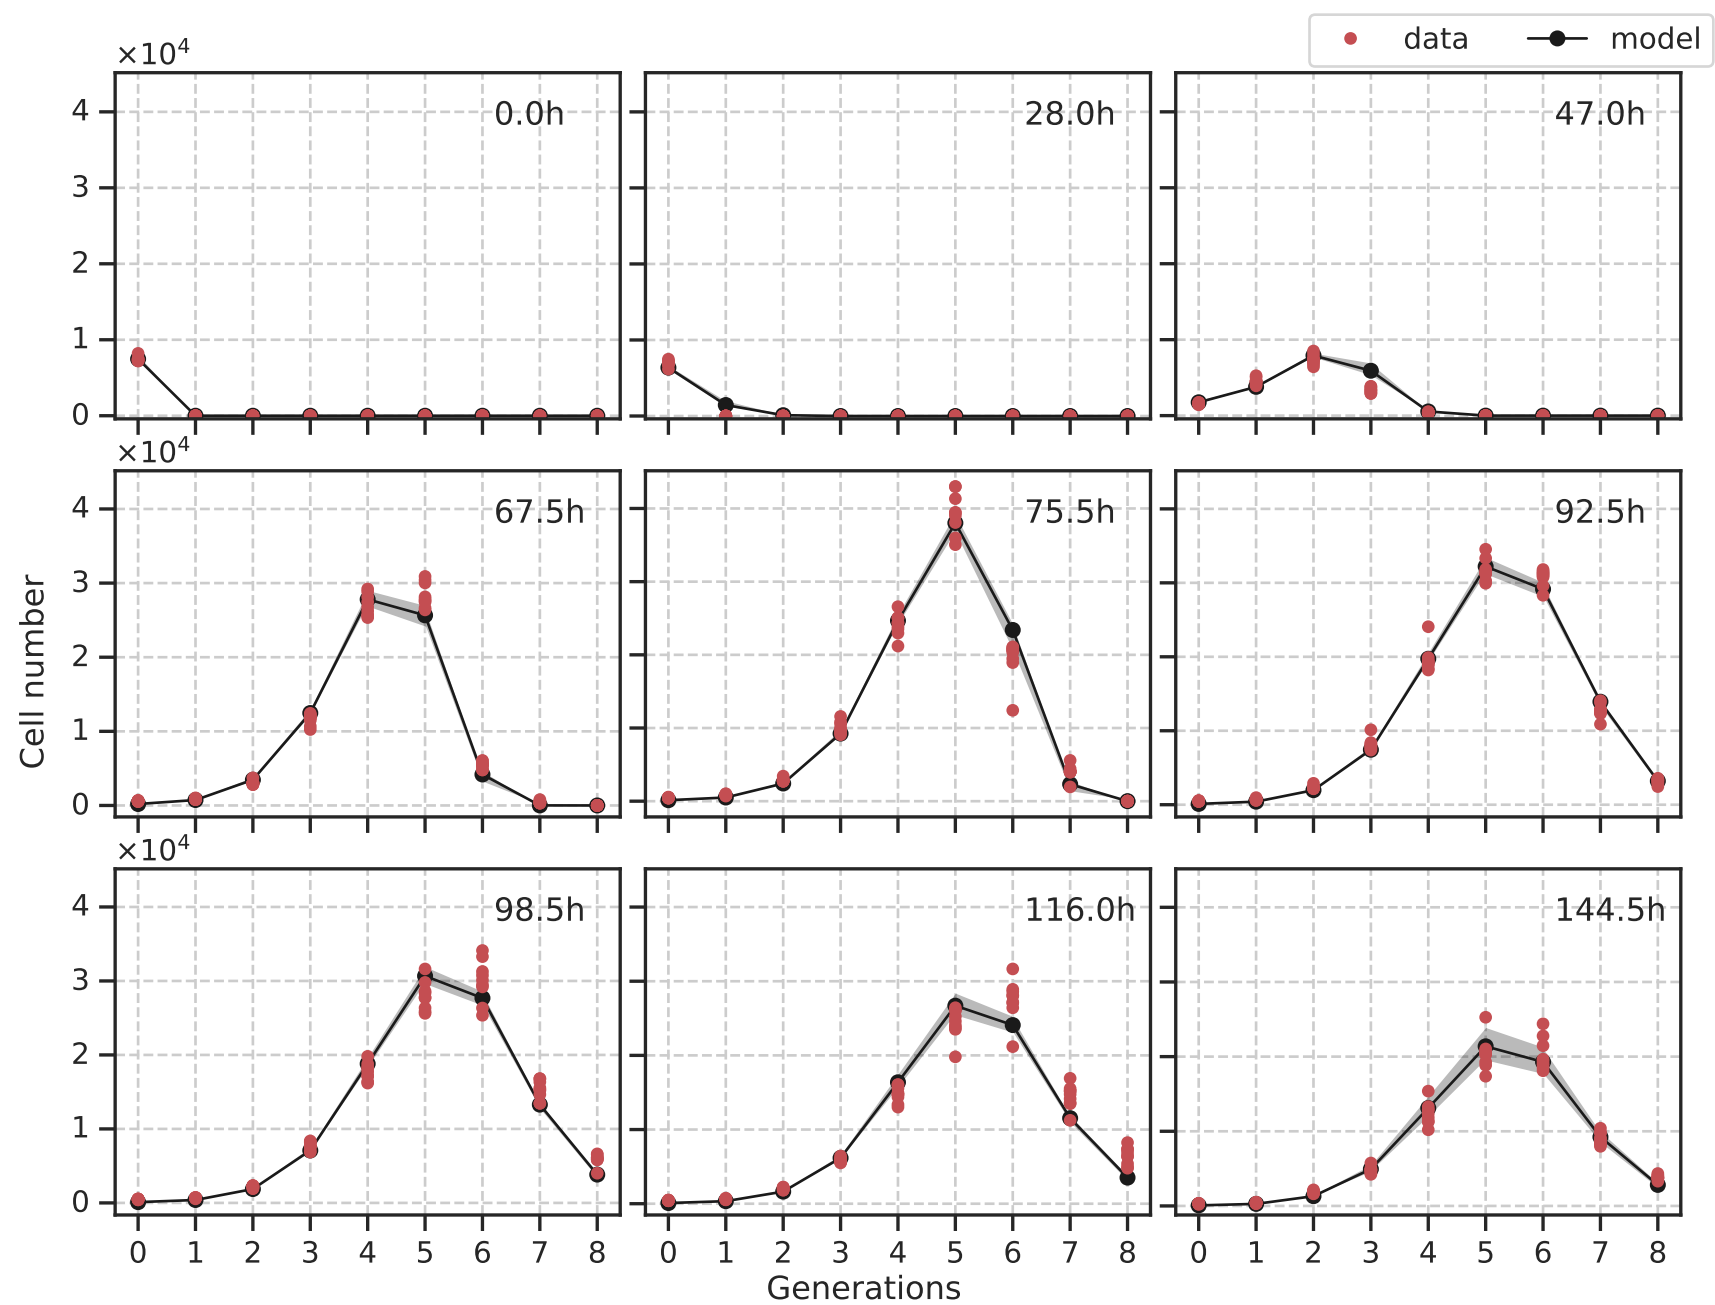 data model
×10⁴
4 0.0h 28.0h 47.0h
3
2
1
0
×10⁴
4 67.5h 75.5h 92.5h
3
2
1
0
Cell number
×10⁴
4 98.5h 116.0h 144.5h
3
2
1
0
0 1 2 3 4 5 6 7 8 0 1 2 3 4 5 6 7 8 0 1 2 3 4 5 6 7 8
Generations